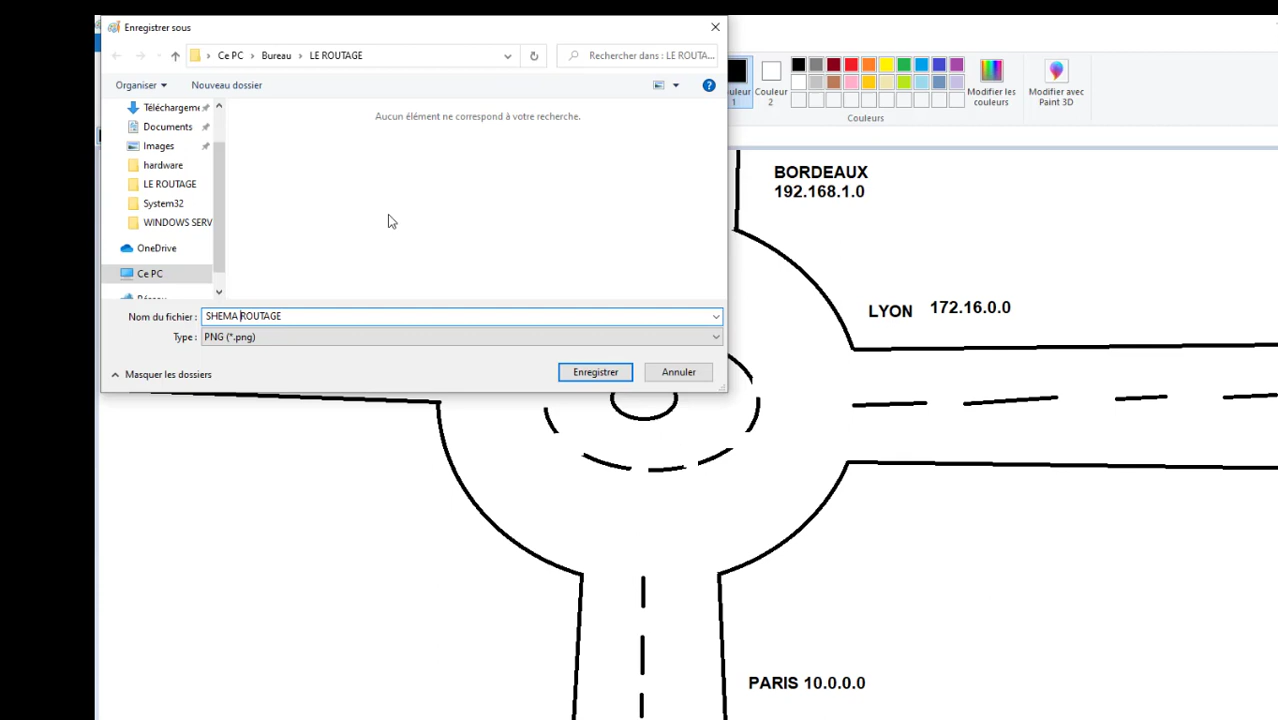 Enregistrer sous
Ce PC > Bureau > LE ROUTAGE
Rechercher dans : LE ROUTA...
Organiser
Nouveau dossier
Téléchargeme
Documents
Images
hardware
LE ROUTAGE
System32
WINDOWS SERV
OneDrive
Ce PC
Réseau
Aucun élément ne correspond à votre recherche.
Nom du fichier : SHEMA ROUTAGE
Type : PNG (*.png)
Masquer les dossiers
Enregistrer
Annuler
Couleur
2
Modifier les
couleurs
Modifier avec
Paint 3D
Couleurs
BORDEAUX
192.168.1.0
LYON 172.16.0.0
PARIS 10.0.0.0